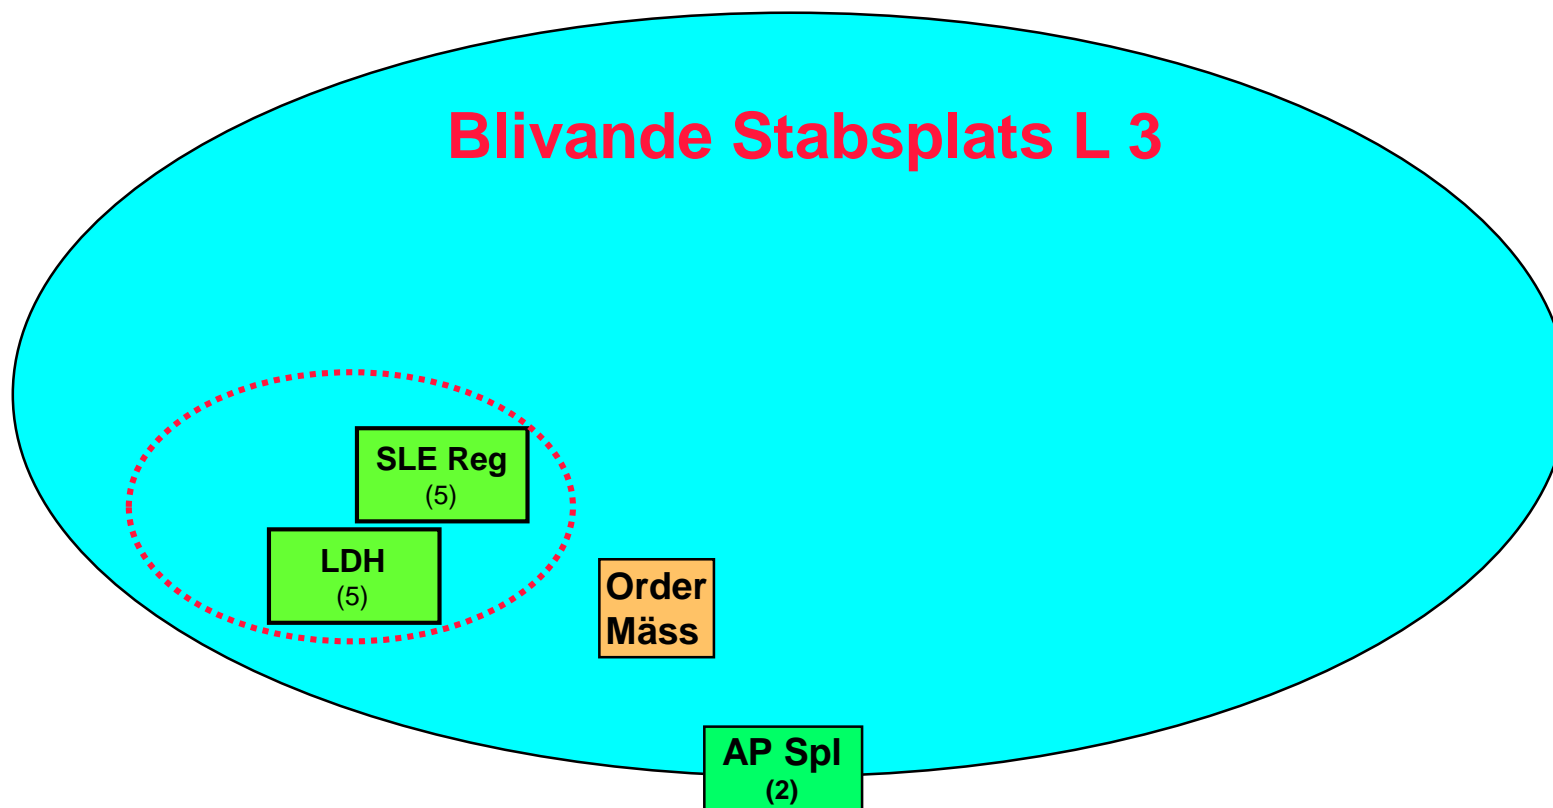 Blivande Stabsplats L 3
SLE Reg
(5)
LDH
(5)
Order
Mäss
AP Spl
(2)